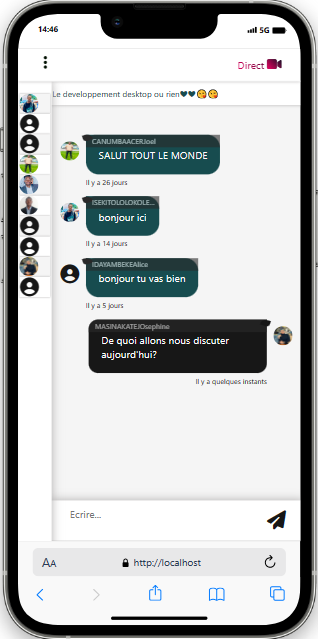 14:46
5G
Direct
Le developpement desktop ou rien
CANUMBAACERJoel
SALUT TOUT LE MONDE
Il y a 26 jours
ISEKITOLOLOKOLE...
bonjour ici
Il y a 14 jours
IDAYAMBEKEAlice
bonjour tu vas bien
Il y a 5 jours
MASINAKATEJOsephine
De quoi allons nous discuter
aujourd'hui?
Il y a quelques instants
Ecrire...
AA http://localhost